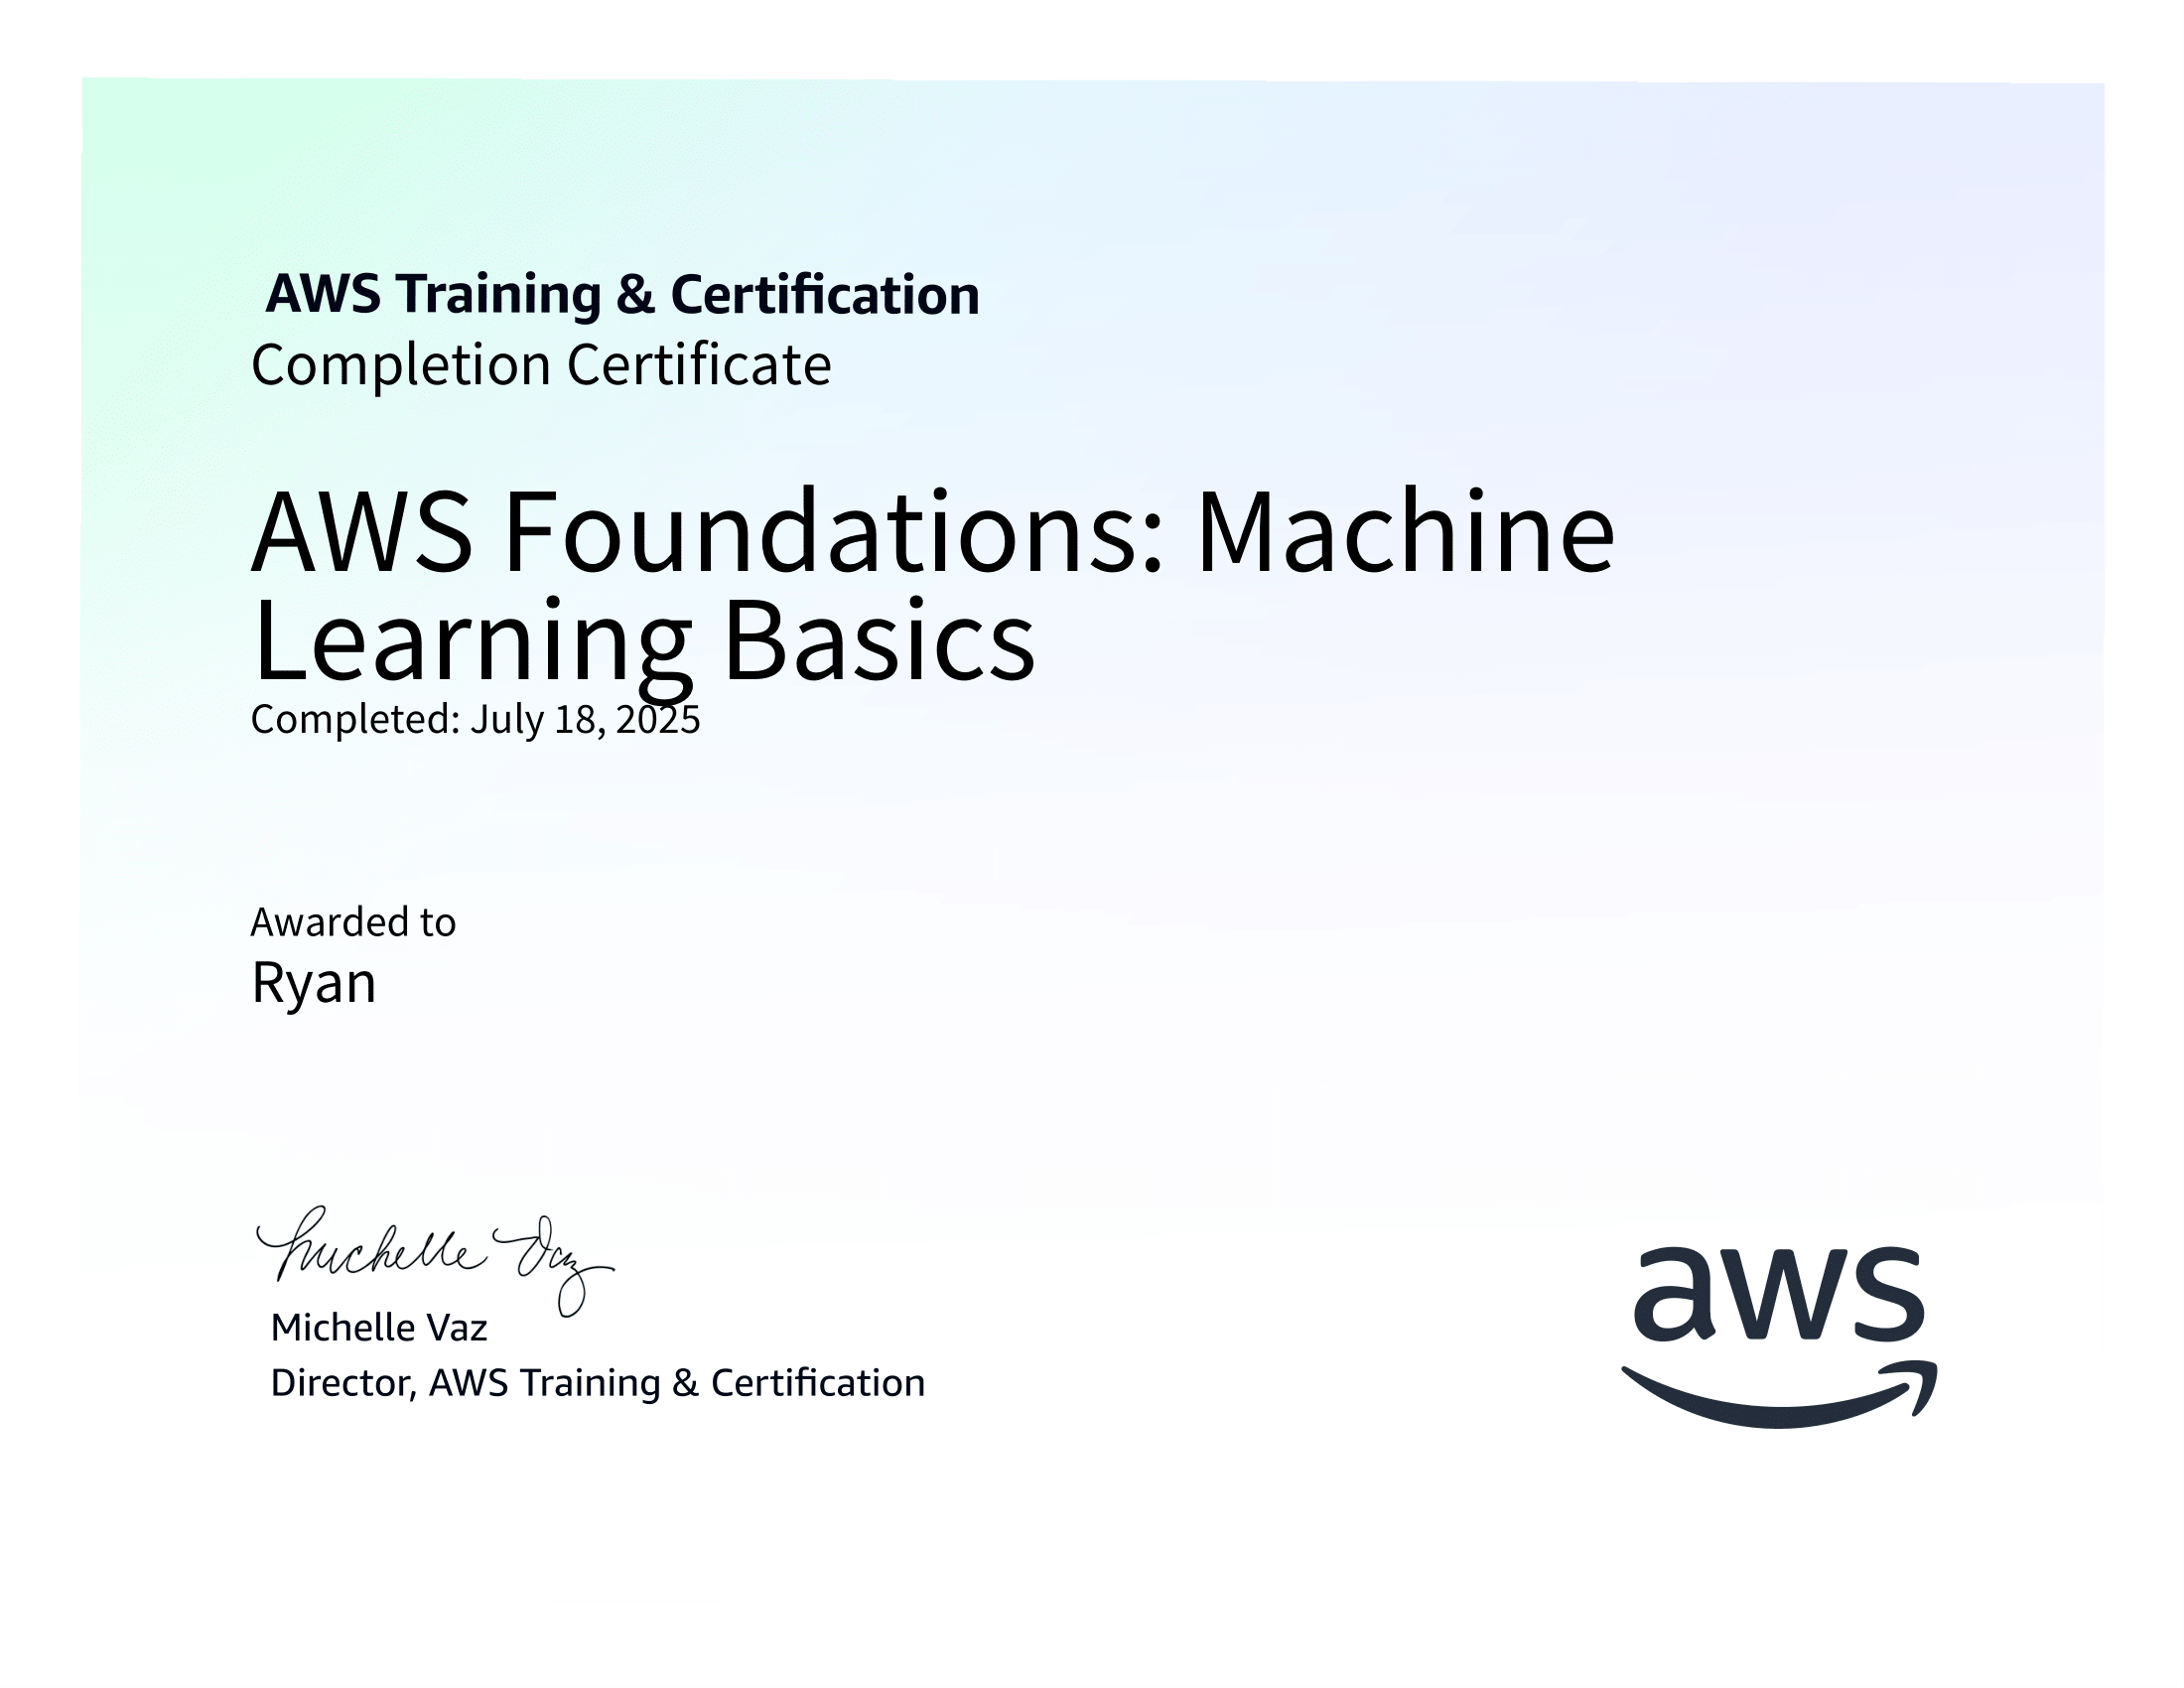 AWS Training & Certification
Completion Certificate
AWS Foundations: Machine
Learning Basics
Completed: July 18, 2025
Awarded to
Ryan
Michelle Vaz
Michelle Vaz
Director, AWS Training & Certification
aws